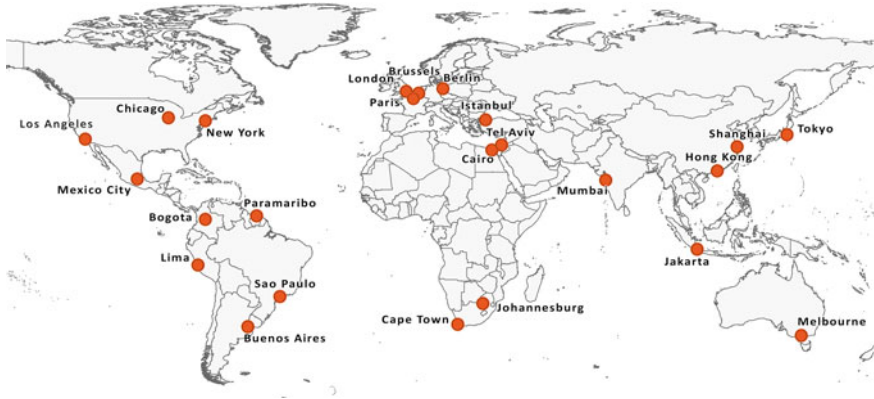 Brussels
London
Berlin
Paris
Istanbul
Chicago
New York
Los Angeles
Tel Aviv
Cairo
Shanghai
Tokyo
Hong Kong
Mexico City
Mumbai
Paramaribo
Bogota
Lima
Jakarta
Sao Paulo
Johannesburg
Cape Town
Melbourne
Buenos Aires